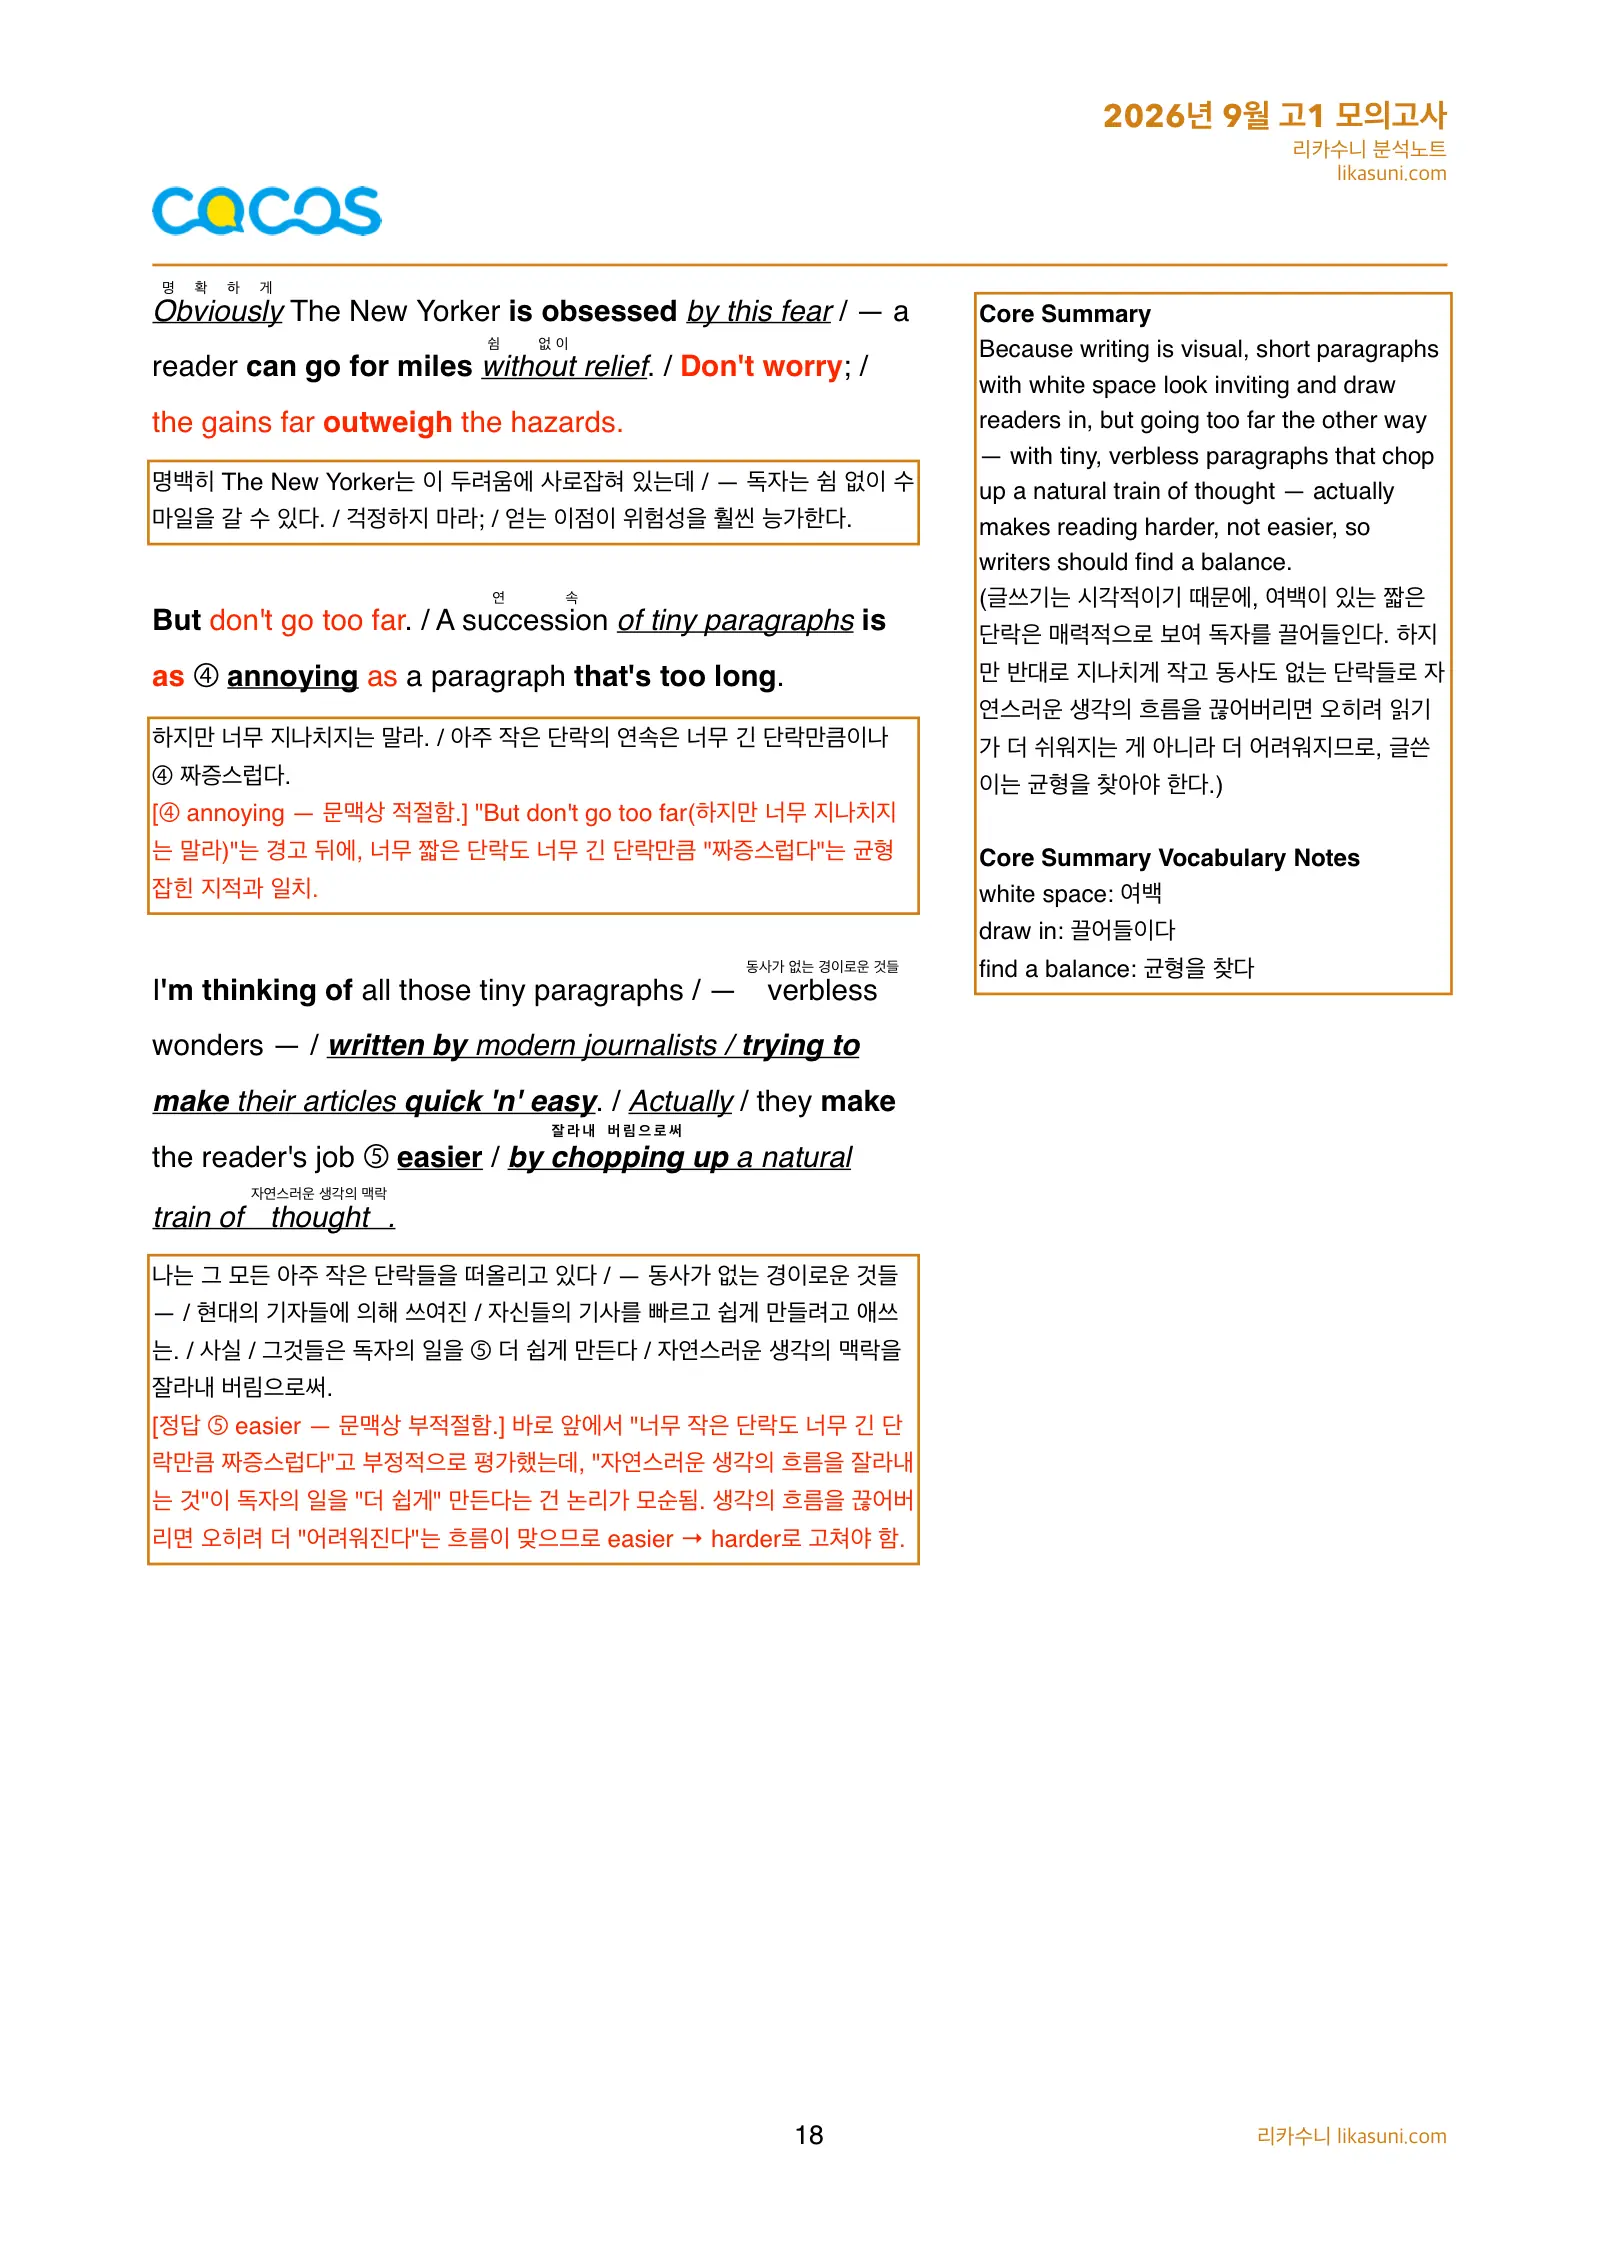 2026년 9월 고1 모의고사
리카수니 분석노트
likasuni.com
cacos
명 확 하 게
Obviously The New Yorker is obsessed by this fear / — a
쉼 없이
reader can go for miles without relief. / Don't worry; /
the gains far outweigh the hazards.
명백히 The New Yorker는 이 두려움에 사로잡혀 있는데 / — 독자는 쉼 없이 수
마일을 갈 수 있다. / 걱정하지 마라; / 얻는 이점이 위험성을 훨씬 능가한다.
연 속
But don't go too far. / A succession of tiny paragraphs is
as ④ annoying as a paragraph that's too long.
하지만 너무 지나치지는 말라. / 아주 작은 단락의 연속은 너무 긴 단락만큼이나
④ 짜증스럽다.
[④ annoying — 문맥상 적절함.] "But don't go too far(하지만 너무 지나치지
는 말라)"는 경고 뒤에, 너무 짧은 단락도 너무 긴 단락만큼 "짜증스럽다"는 균형
잡힌 지적과 일치.
동사가 없는 경이로운 것들
I'm thinking of all those tiny paragraphs / — verbless
wonders — / written by modern journalists / trying to
make their articles quick 'n' easy. / Actually / they make
잘라내 버림으로써
the reader's job ⑤ easier / by chopping up a natural
자연스러운 생각의 맥락
train of thought .
나는 그 모든 아주 작은 단락들을 떠올리고 있다 / — 동사가 없는 경이로운 것들
— / 현대의 기자들에 의해 쓰여진 / 자신들의 기사를 빠르고 쉽게 만들려고 애쓰
는. / 사실 / 그것들은 독자의 일을 ⑤ 더 쉽게 만든다 / 자연스러운 생각의 맥락을
잘라내 버림으로써.
[정답 ⑤ easier — 문맥상 부적절함.] 바로 앞에서 "너무 작은 단락도 너무 긴 단
락만큼 짜증스럽다"고 부정적으로 평가했는데, "자연스러운 생각의 흐름을 잘라내
는 것"이 독자의 일을 "더 쉽게" 만든다는 건 논리가 모순됨. 생각의 흐름을 끊어버
리면 오히려 더 "어려워진다"는 흐름이 맞으므로 easier → harder로 고쳐야 함.
Core Summary
Because writing is visual, short paragraphs
with white space look inviting and draw
readers in, but going too far the other way
— with tiny, verbless paragraphs that chop
up a natural train of thought — actually
makes reading harder, not easier, so
writers should find a balance.
(글쓰기는 시각적이기 때문에, 여백이 있는 짧은
단락은 매력적으로 보여 독자를 끌어들인다. 하지
만 반대로 지나치게 작고 동사도 없는 단락들로 자
연스러운 생각의 흐름을 끊어버리면 오히려 읽기
가 더 쉬워지는 게 아니라 더 어려워지므로, 글쓴
이는 균형을 찾아야 한다.)
Core Summary Vocabulary Notes
white space: 여백
draw in: 끌어들이다
find a balance: 균형을 찾다
18
리카수니 likasuni.com